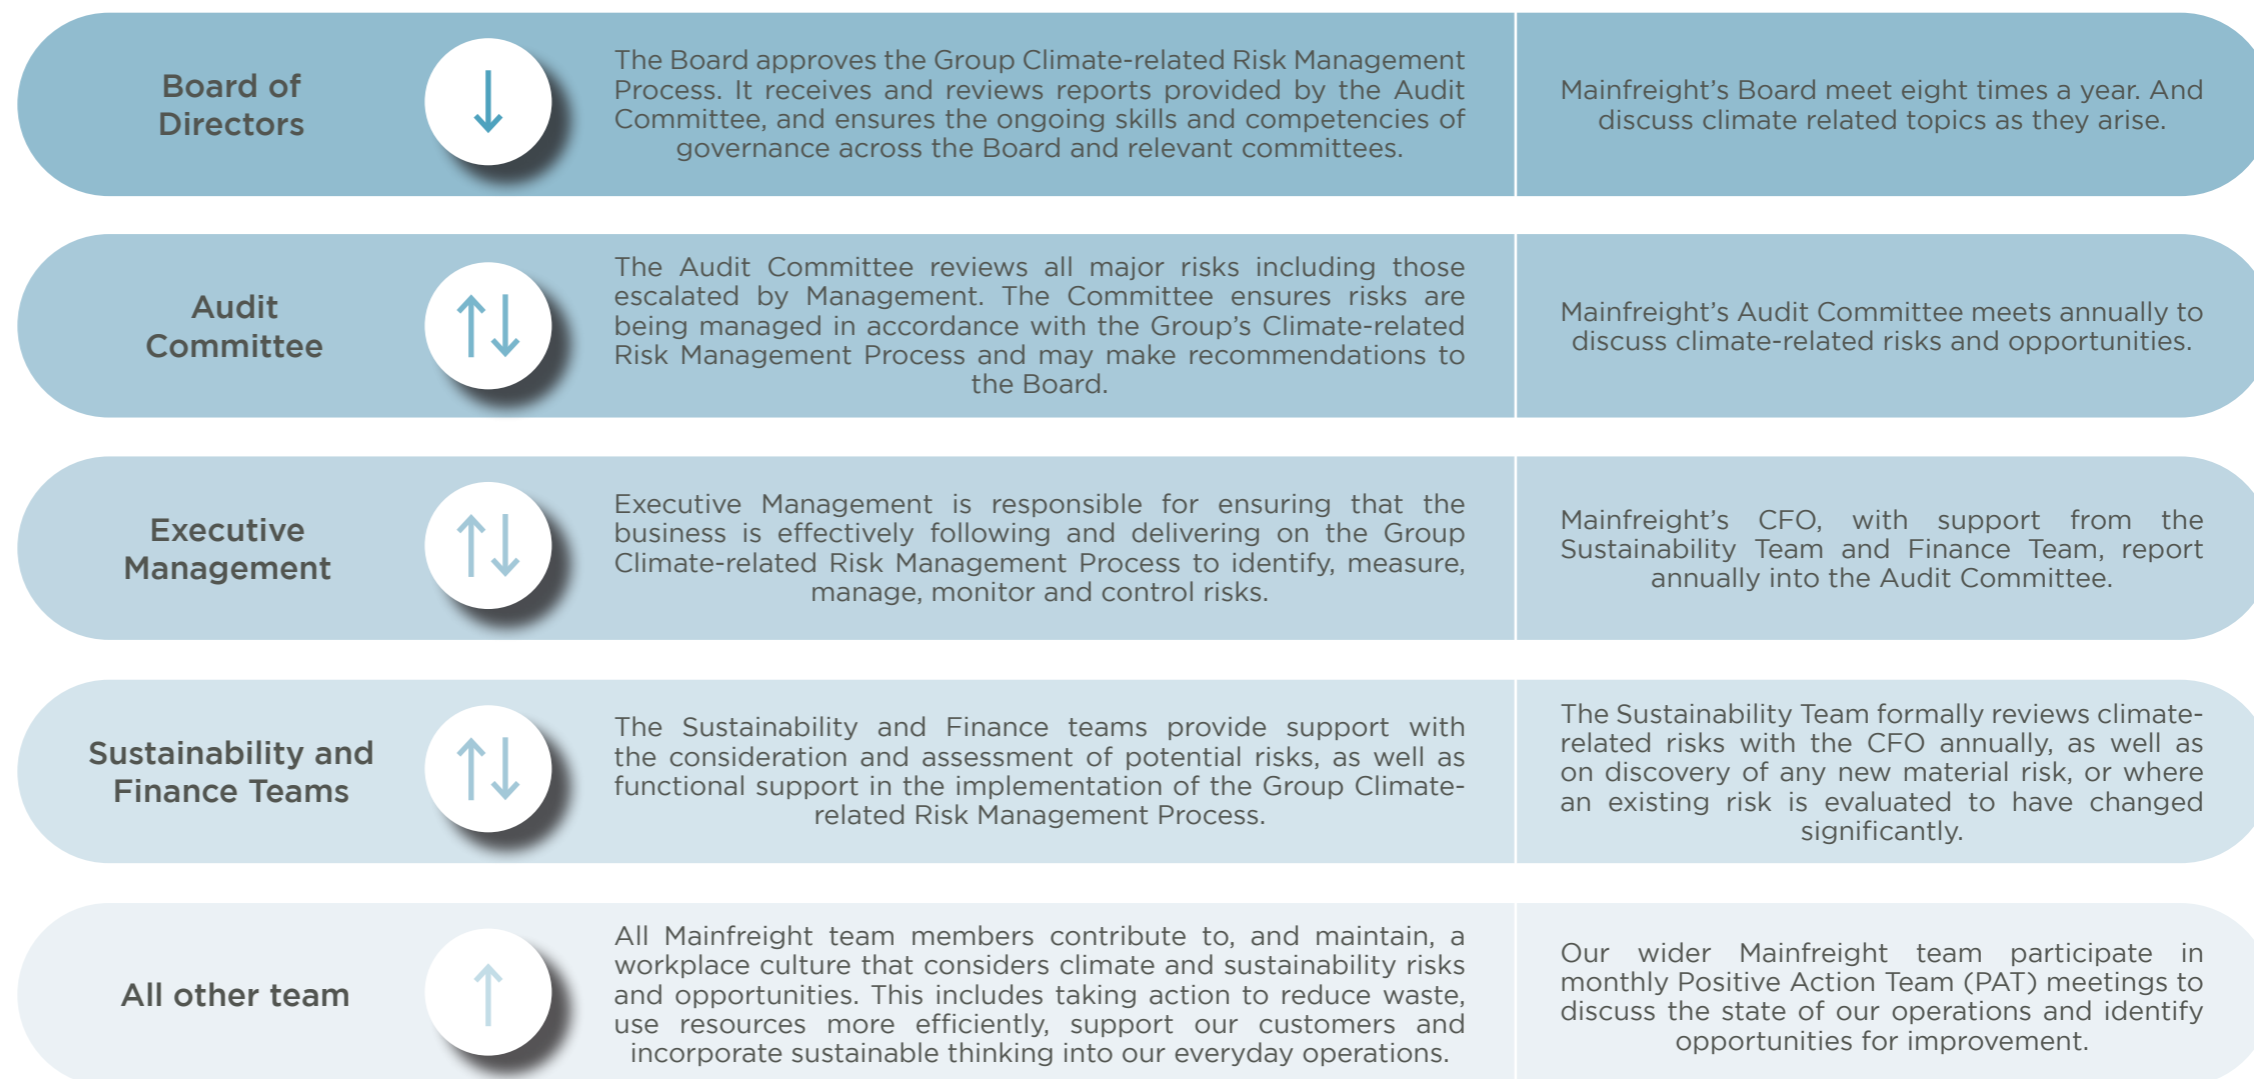 Board of
Directors
The Board approves the Group Climate-related Risk Management
Process. It receives and reviews reports provided by the Audit
Committee, and ensures the ongoing skills and competencies of
governance across the Board and relevant committees.
Mainfreight's Board meet eight times a year. And
discuss climate related topics as they arise.
Audit
Committee
The Audit Committee reviews all major risks including those
escalated by Management. The Committee ensures risks are
being managed in accordance with the Group's Climate-related
Risk Management Process and may make recommendations to
the Board.
Mainfreight's Audit Committee meets annually to
discuss climate-related risks and opportunities.
Executive
Management
Executive Management is responsible for ensuring that the
business is effectively following and delivering on the Group
Climate-related Risk Management Process to identify, measure,
manage, monitor and control risks.
Mainfreight's CFO, with support from the
Sustainability Team and Finance Team, report
annually into the Audit Committee.
Sustainability and
Finance Teams
The Sustainability and Finance teams provide support with
the consideration and assessment of potential risks, as well as
functional support in the implementation of the Group Climate-
related Risk Management Process.
The Sustainability Team formally reviews climate-
related risks with the CFO annually, as well as
on discovery of any new material risk, or where
an existing risk is evaluated to have changed
significantly.
All other team
All Mainfreight team members contribute to, and maintain, a
workplace culture that considers climate and sustainability risks
and opportunities. This includes taking action to reduce waste,
use resources more efficiently, support our customers and
incorporate sustainable thinking into our everyday operations.
Our wider Mainfreight team participate in
monthly Positive Action Team (PAT) meetings to
discuss the state of our operations and identify
opportunities for improvement.